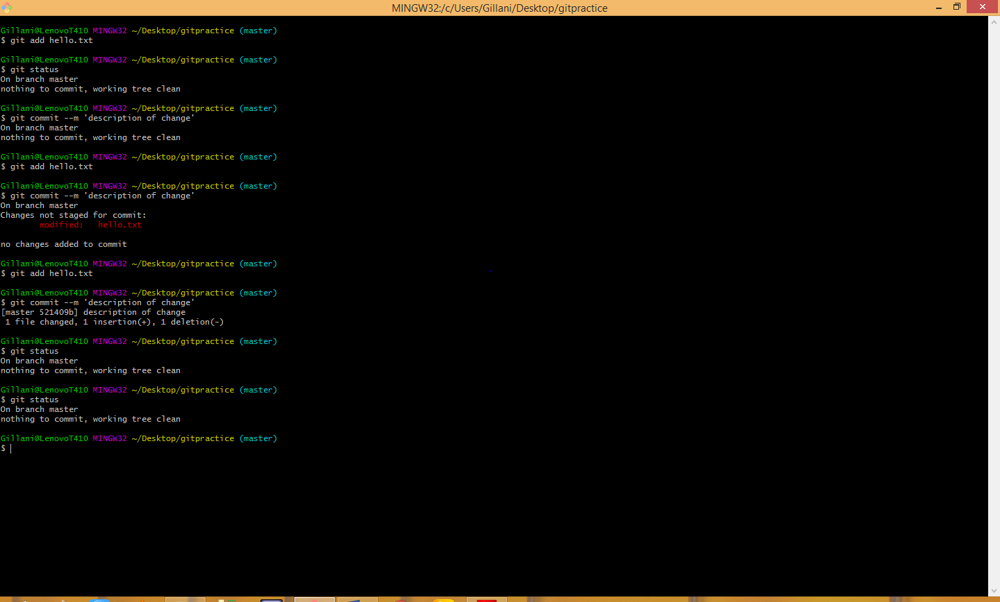 MINGW32:/c/Users/Gillani/Desktop/gitpractice
Gillani@LenovoT410 MINGW32 ~/Desktop/gitpractice (master)
$ git add hello.txt
Gillani@LenovoT410 MINGW32 ~/Desktop/gitpractice (master)
$ git status
On branch master
nothing to commit, working tree clean
Gillani@LenovoT410 MINGW32 ~/Desktop/gitpractice (master)
$ git commit --m 'description of change'
On branch master
nothing to commit, working tree clean
Gillani@LenovoT410 MINGW32 ~/Desktop/gitpractice (master)
$ git add hello.txt
Gillani@LenovoT410 MINGW32 ~/Desktop/gitpractice (master)
$ git commit --m 'description of change'
On branch master
Changes not staged for commit:
modified:   hello.txt
no changes added to commit
Gillani@LenovoT410 MINGW32 ~/Desktop/gitpractice (master)
$ git add hello.txt
Gillani@LenovoT410 MINGW32 ~/Desktop/gitpractice (master)
$ git commit --m 'description of change'
[master 521409b] description of change
1 file changed, 1 insertion(+), 1 deletion(-)
Gillani@LenovoT410 MINGW32 ~/Desktop/gitpractice (master)
$ git status
On branch master
nothing to commit, working tree clean
Gillani@LenovoT410 MINGW32 ~/Desktop/gitpractice (master)
$ git status
On branch master
nothing to commit, working tree clean
Gillani@LenovoT410 MINGW32 ~/Desktop/gitpractice (master)
$